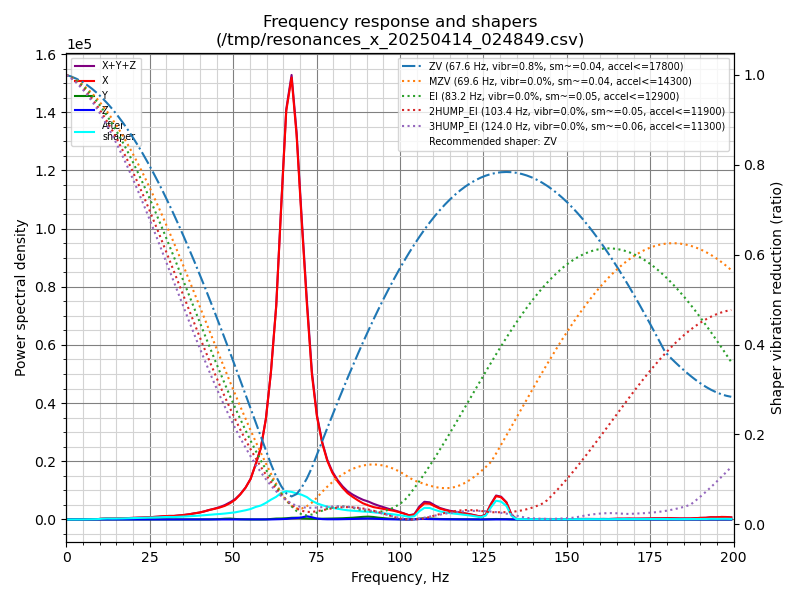 Frequency response and shapers
(/tmp/resonances_x_20250414_024849.csv)
1e5
X+Y+Z
X
Y
Z
After
shaper
ZV (67.6 Hz, vibr=0.8%, sm~=0.04, accel<=17800)
MZV (69.6 Hz, vibr=0.0%, sm~=0.04, accel<=14300)
EI (83.2 Hz, vibr=0.0%, sm~=0.05, accel<=12900)
2HUMP_EI (103.4 Hz, vibr=0.0%, sm~=0.05, accel<=11900)
3HUMP_EI (124.0 Hz, vibr=0.0%, sm~=0.06, accel<=11300)
Recommended shaper: ZV
Power spectral density
1.6
1.4
1.2
1.0
0.8
0.6
0.4
0.2
0.0
0 25 50 75 100 125 150 175 200
Frequency, Hz
1.0
0.8
0.6
0.4
0.2
0.0
Shaper vibration reduction (ratio)